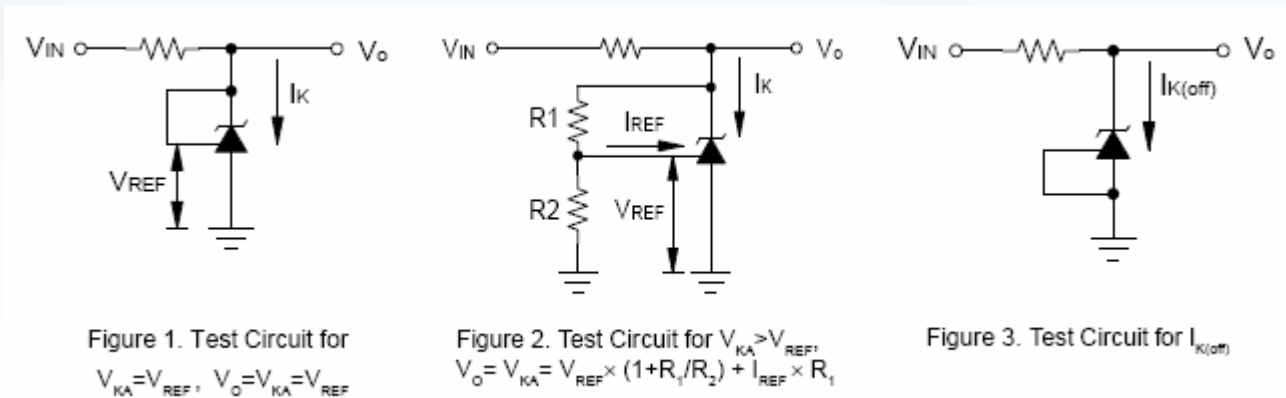 VIN Vo
IK
VREF
Figure 1. Test Circuit for
VKA=VREF, VO=VKA=VREF
VIN Vo
IK
R1
IREF
R2
VREF
Figure 2. Test Circuit for VKA>VREF,
VO= VKA= VREF× (1+R1/R2) + IREF× R1
VIN Vo
IK(off)
Figure 3. Test Circuit for IK(off)